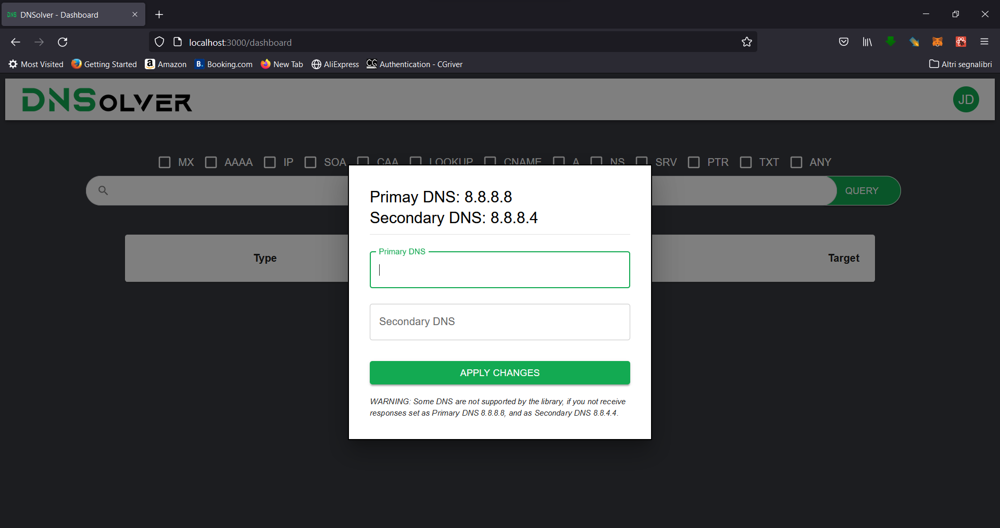 DNS DNSolver - Dashboard
localhost:3000/dashboard
Most Visited Getting Started a Amazon B. Booking.com New Tab AliExpress CG Authentication - CGriver Altri segnalibri
DNSOLVER JD
MX AAAA IP SOA CAA LOOKUP CNAME A NS SRV PTR TXT ANY
QUERY
Primay DNS: 8.8.8.8
Secondary DNS: 8.8.8.4
Type Target
Primary DNS
Secondary DNS
APPLY CHANGES
WARNING: Some DNS are not supported by the library, if you not receive
responses set as Primary DNS 8.8.8.8, and as Secondary DNS 8.8.4.4.